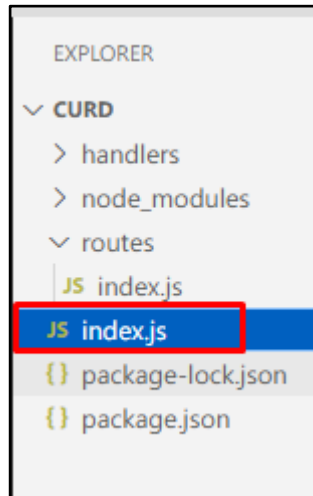 EXPLORER
CURD
handlers
node_modules
routes
JS index.js
JS index.js
{} package-lock.json
{} package.json